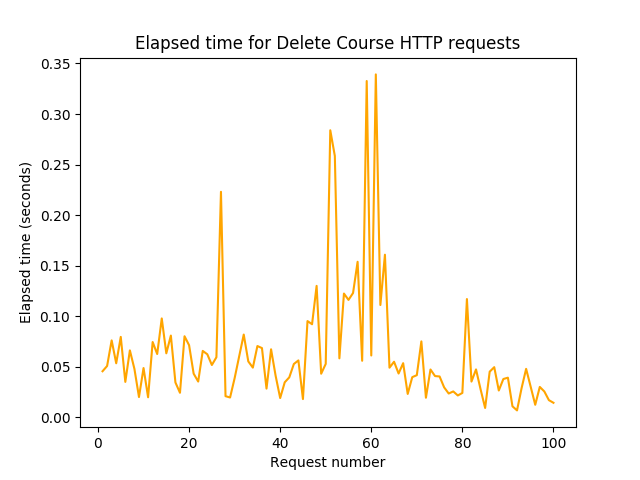 Elapsed time for Delete Course HTTP requests
0.35
0.30
0.25
0.20
0.15
0.10
0.05
0.00
Elapsed time (seconds)
0 20 40 60 80 100
Request number